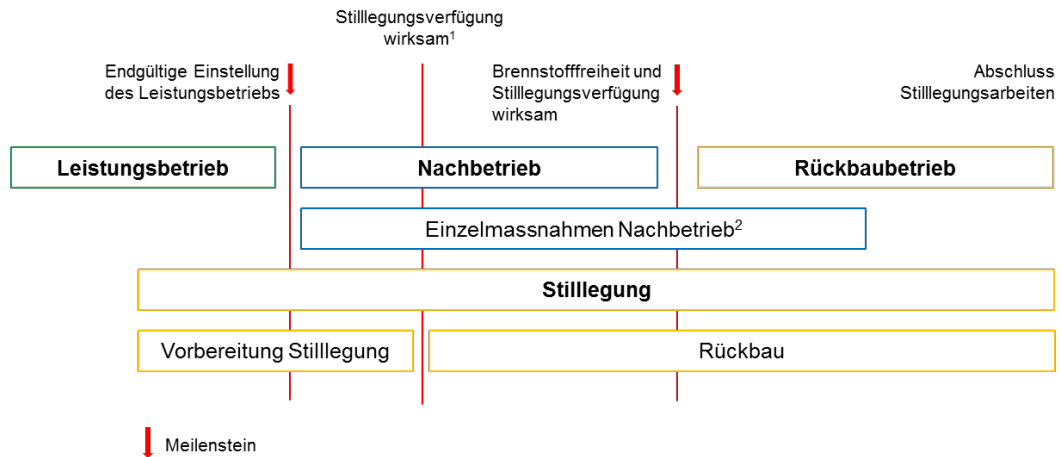 Stilllegungsverfügung
wirksam¹
Endgültige Einstellung
des Leistungsbetriebs
Brennstofffreiheit und
Stilllegungsverfügung
wirksam
Abschluss
Stilllegungsarbeiten
Leistungsbetrieb
Nachbetrieb
Rückbaubetrieb
Einzelmassnahmen Nachbetrieb²
Stilllegung
Vorbereitung Stilllegung
Rückbau
Meilenstein